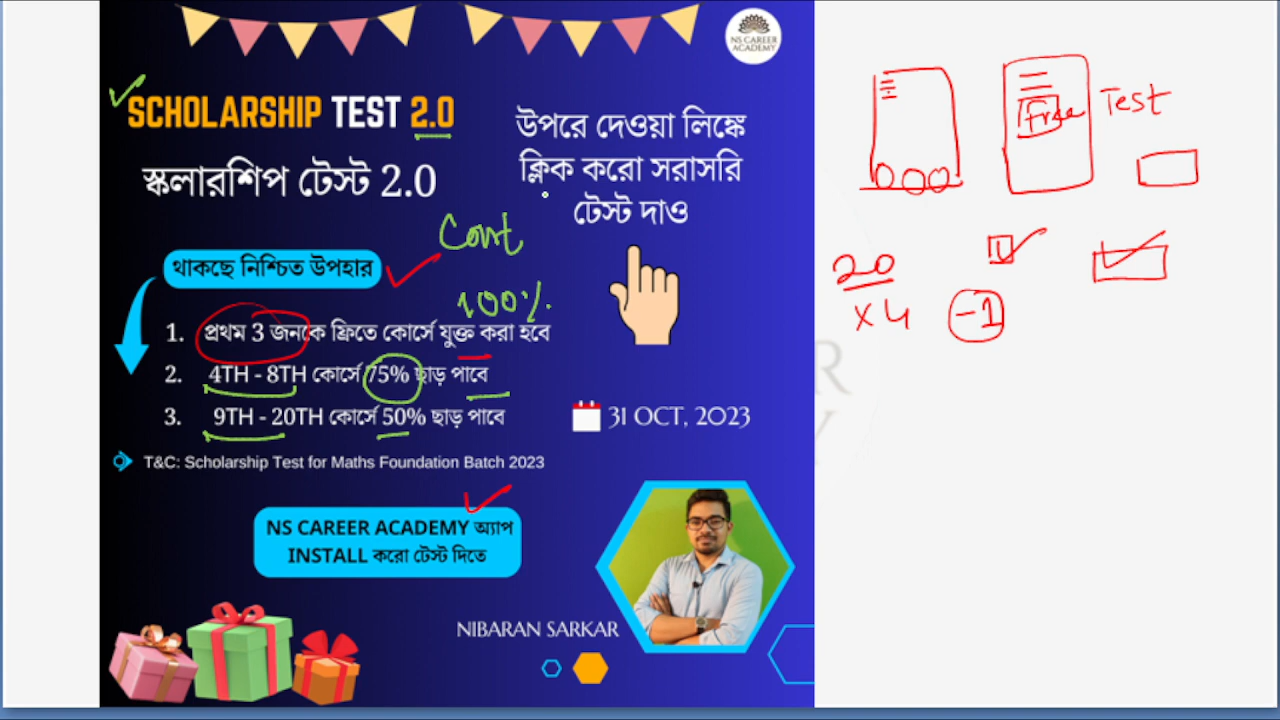 NS CAREER
ACADEMY
SCHOLARSHIP TEST 2.0
স্কলারশিপ টেস্ট 2.0
উপরে দেওয়া লিঙ্কে
ক্লিক করো সরাসরি
টেস্ট দাও
থাকছে নিশ্চিত উপহার
100%
1. প্রথম 3 জনকে ফ্রিতে কোর্সে যুক্ত করা হবে
2. 4TH - 8TH কোর্সে 75% ছাড় পাবে
3. 9TH - 20TH কোর্সে 50% ছাড় পাবে
31 OCT, 2023
T&C: Scholarship Test for Maths Foundation Batch 2023
NS CAREER ACADEMY অ্যাপ
INSTALL করো টেস্ট দিতে
NIBARAN SARKAR
Free Test
20
x 4
-1